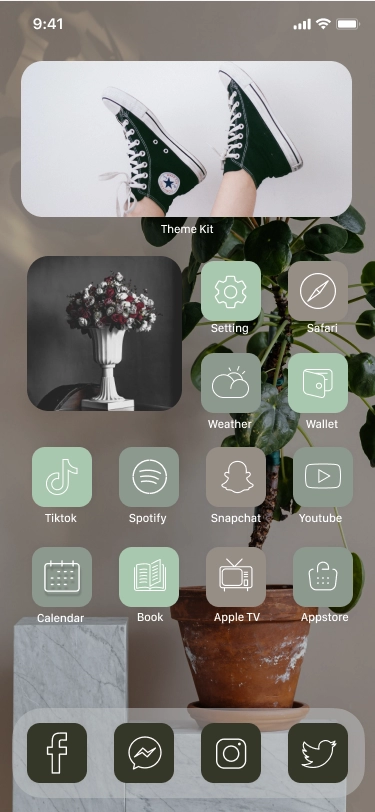 9:41
Theme Kit
Setting
Safari
Weather
Wallet
Tiktok
Spotify
Snapchat
Youtube
Calendar
Book
Apple TV
Appstore